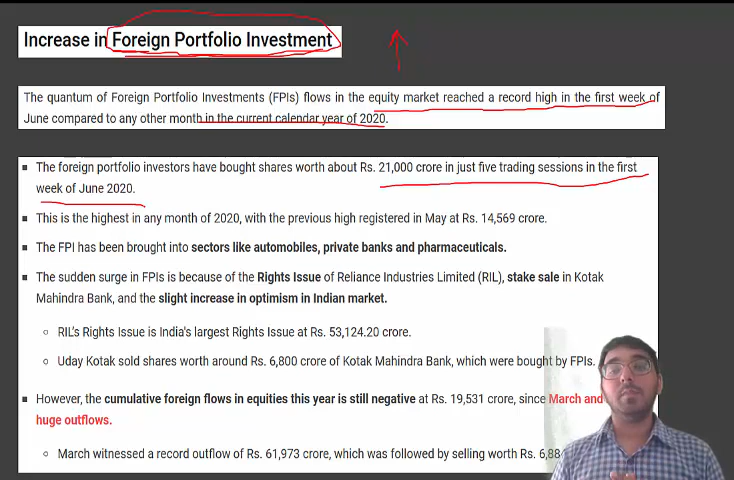 Increase in Foreign Portfolio Investment
The quantum of Foreign Portfolio Investments (FPIs) flows in the equity market reached a record high in the first week of
June compared to any other month in the current calendar year of 2020.
The foreign portfolio investors have bought shares worth about Rs. 21,000 crore in just five trading sessions in the first
week of June 2020.
This is the highest in any month of 2020, with the previous high registered in May at Rs. 14,569 crore.
The FPI has been brought into sectors like automobiles, private banks and pharmaceuticals.
The sudden surge in FPIs is because of the Rights Issue of Reliance Industries Limited (RIL), stake sale in Kotak
Mahindra Bank, and the slight increase in optimism in Indian market.
RIL's Rights Issue is India's largest Rights Issue at Rs. 53,124.20 crore.
Uday Kotak sold shares worth around Rs. 6,800 crore of Kotak Mahindra Bank, which were bought by FPIs.
However, the cumulative foreign flows in equities this year is still negative at Rs. 19,531 crore, since March and
huge outflows.
March witnessed a record outflow of Rs. 61,973 crore, which was followed by selling worth Rs.